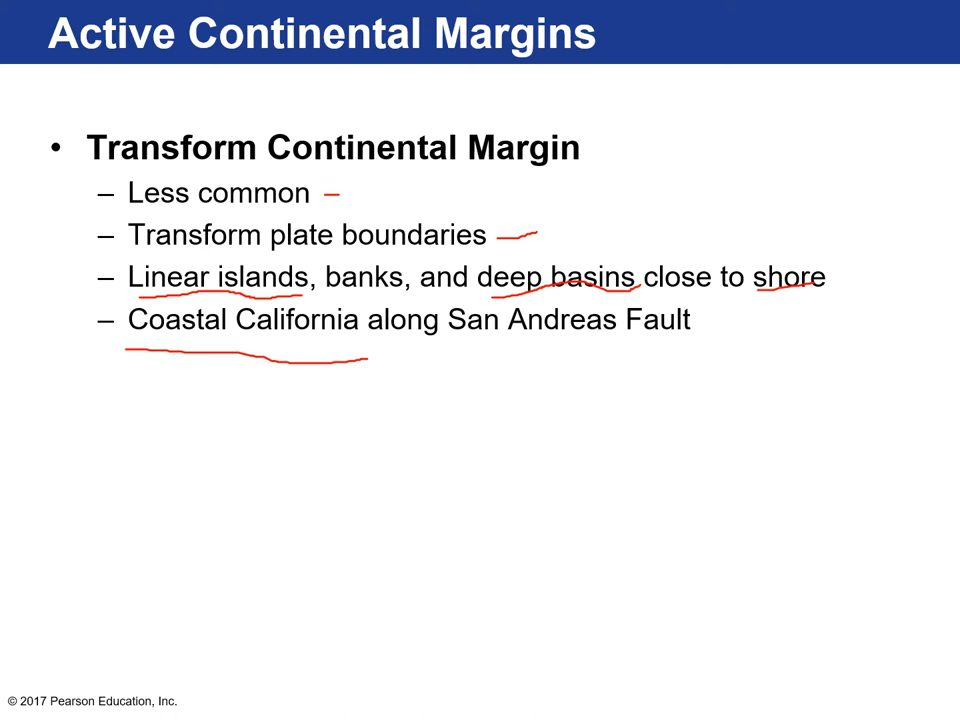 Active Continental Margins
• Transform Continental Margin
– Less common
– Transform plate boundaries
– Linear islands, banks, and deep basins close to shore
– Coastal California along San Andreas Fault
© 2017 Pearson Education, Inc.